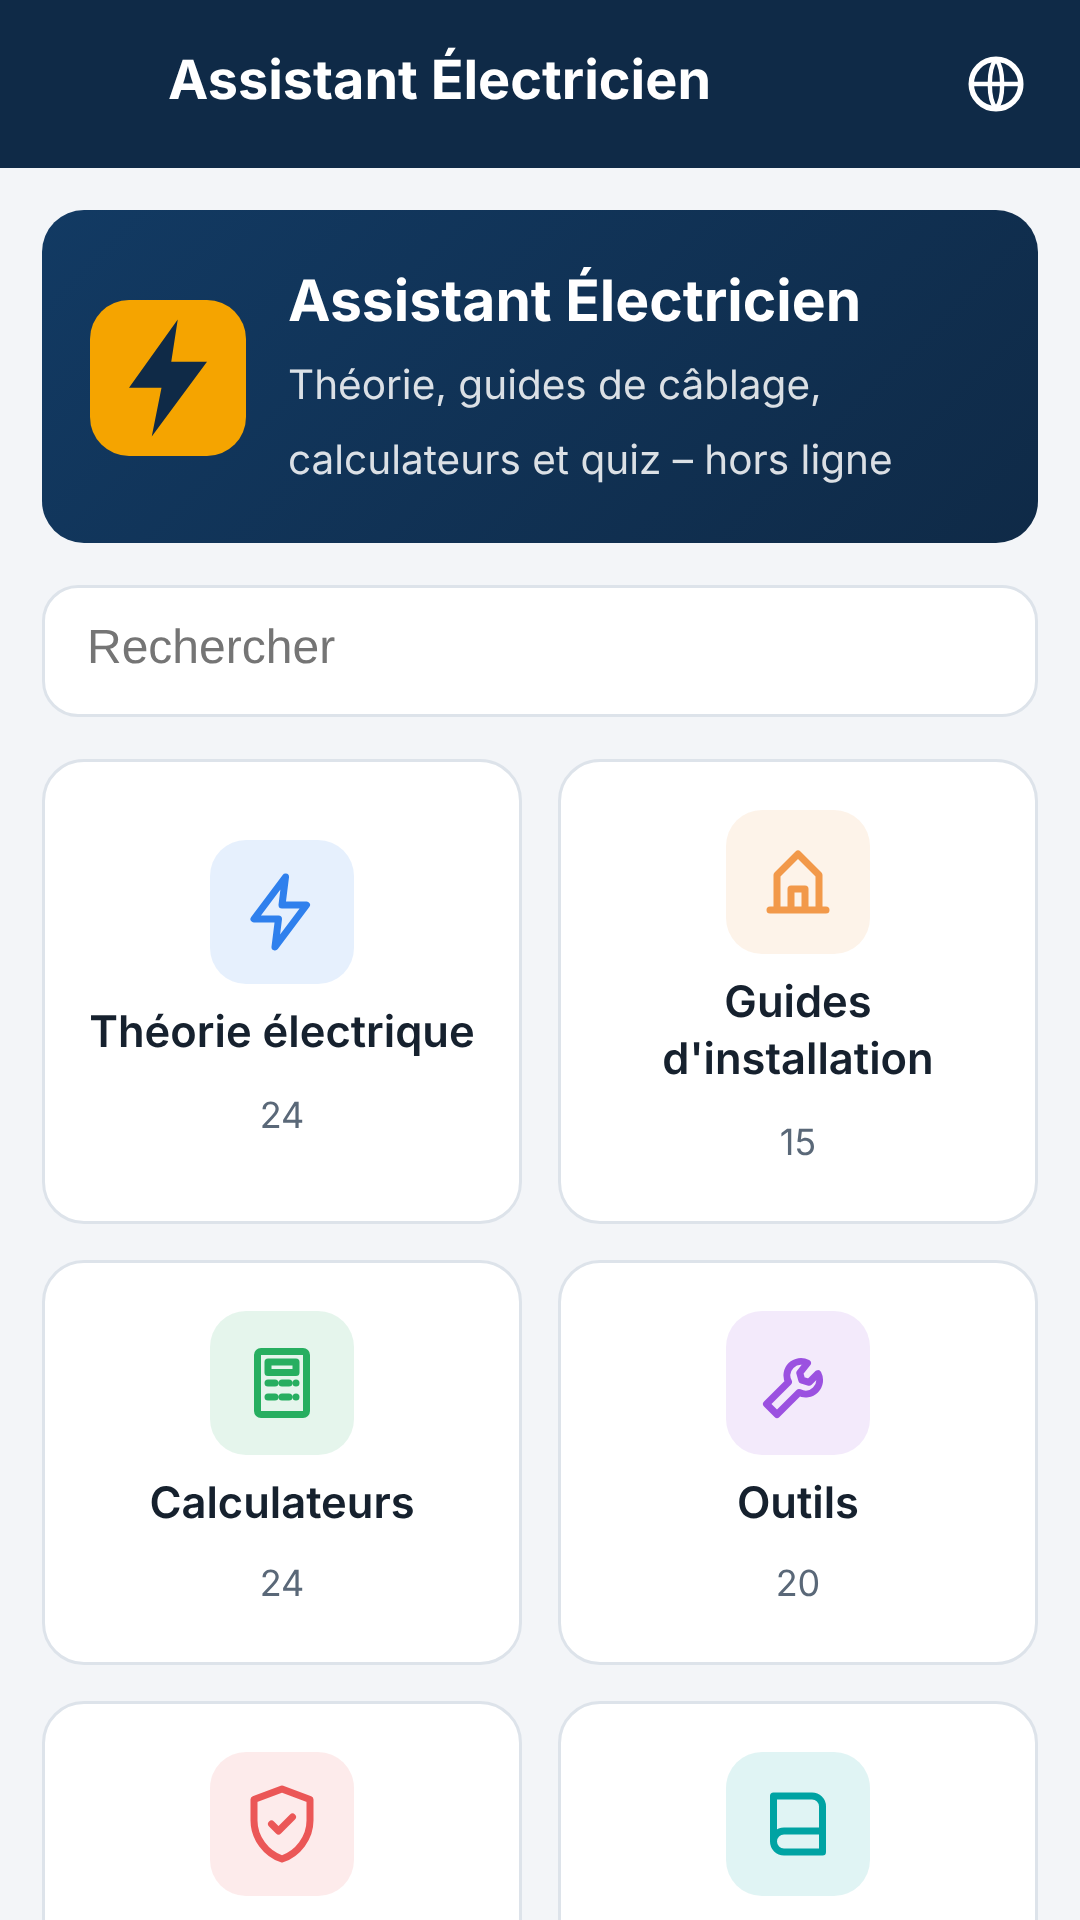 Assistant Électricien
Assistant Électricien
Théorie, guides de câblage,
calculateurs et quiz – hors ligne
Rechercher
Théorie électrique
24
Guides
d'installation
15
Calculateurs
24
Outils
20